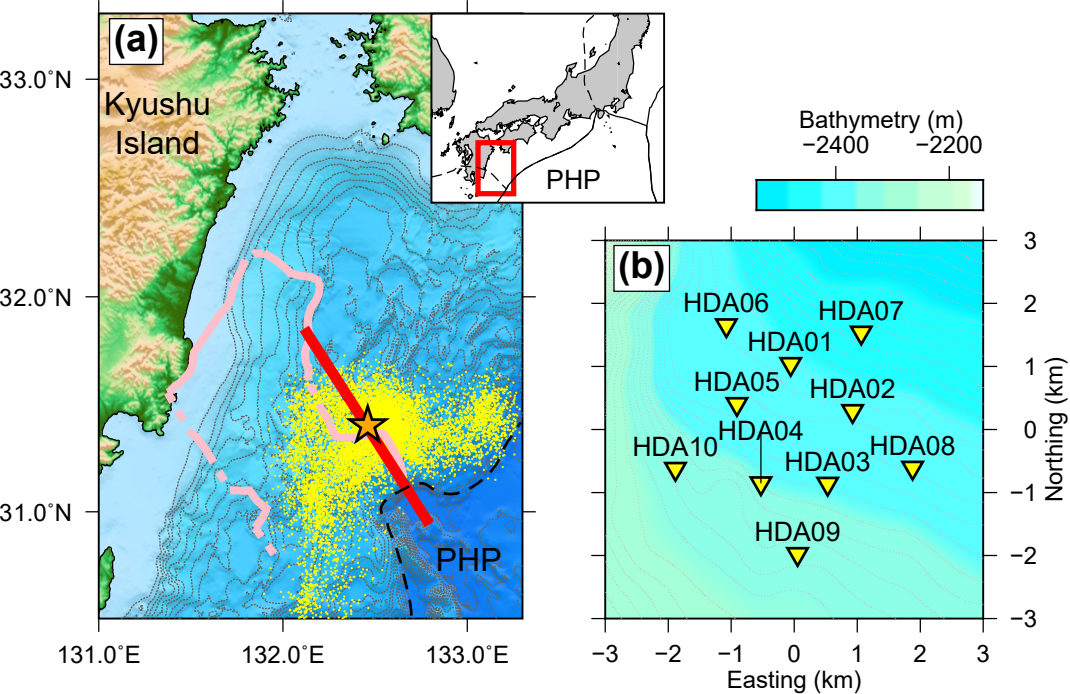 (a)
33.0°N
32.0°N
31.0°N
131.0°E
132.0°E
133.0°E
Kyushu
Island
PHP
PHP
Bathymetry (m)
−2400
−2200
(b)
HDA06
HDA07
HDA01
HDA05
HDA02
HDA04
HDA10
HDA03
HDA08
HDA09
3
2
1
0
−1
−2
−3
Northing (km)
−3
−2
−1
0
1
2
3
Easting (km)